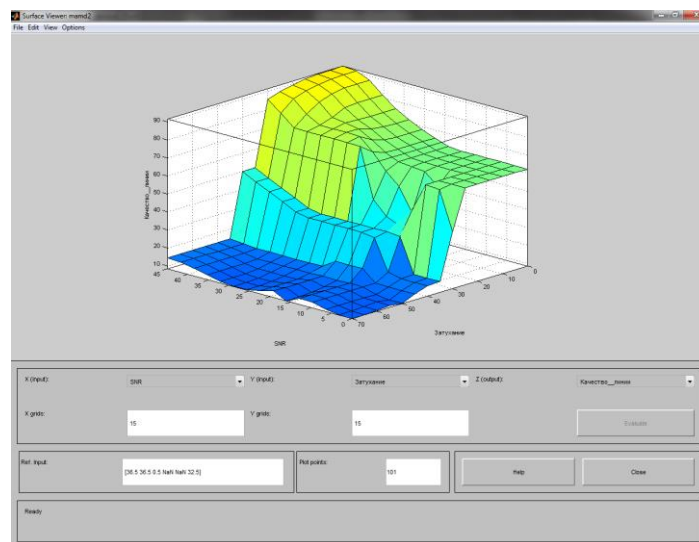 Surface Viewer: mamd2
File Edit View Options
90
80
70
60
50
40
30
20
10
Качество__линии
45 40 35 30 25 20 15 10 5 0
SNR
70 60 50 40 30 20 10 0
Затухание
X (input): SNR Y (input): Затухание Z (output): Качество__линии
X grids: 15 Y grids: 15 Evaluate
Ref. Input: [36.5 36.5 0.5 NaN NaN 32.5] Plot points: 101 Help Close
Ready